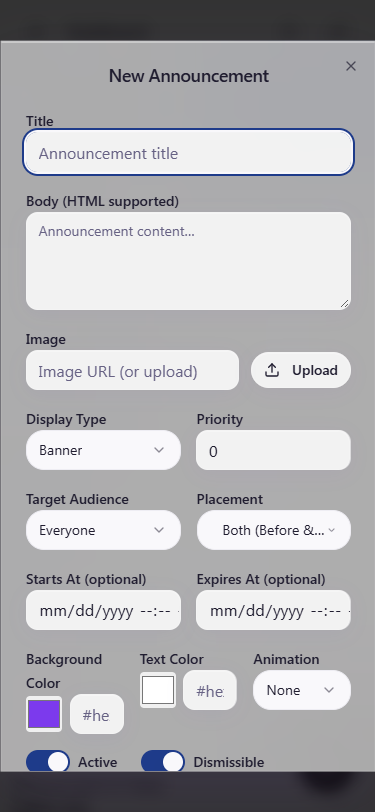 New Announcement
Title
Announcement title
Body (HTML supported)
Announcement content...
Image
Image URL (or upload)
Upload
Display Type
Priority
Banner
0
Target Audience
Placement
Everyone
Both (Before &...
Starts At (optional)
Expires At (optional)
mm/dd/yyyy --:--
mm/dd/yyyy --:--
Background
Color
Text Color
Animation
#he
#he
None
Active
Dismissible